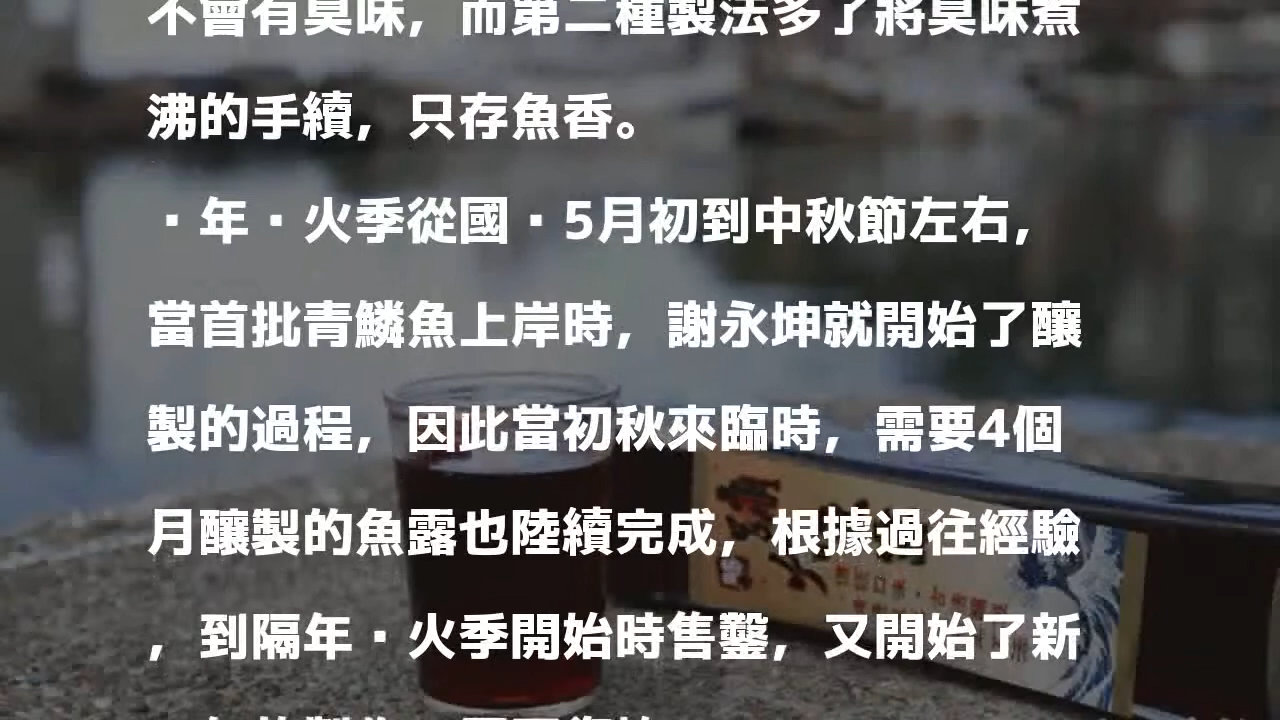 不會有臭味，而第二種製法多了將臭味煮
沸的手續，只存魚香。
▪年▪火季從國▪5月初到中秋節左右，
當首批青鱗魚上岸時，謝永坤就開始了釀
製的過程，因此當初秋來臨時，需要4個
月釀製的魚露也陸續完成，根據過往經驗
，到隔年▪火季開始時售鑿，又開始了新